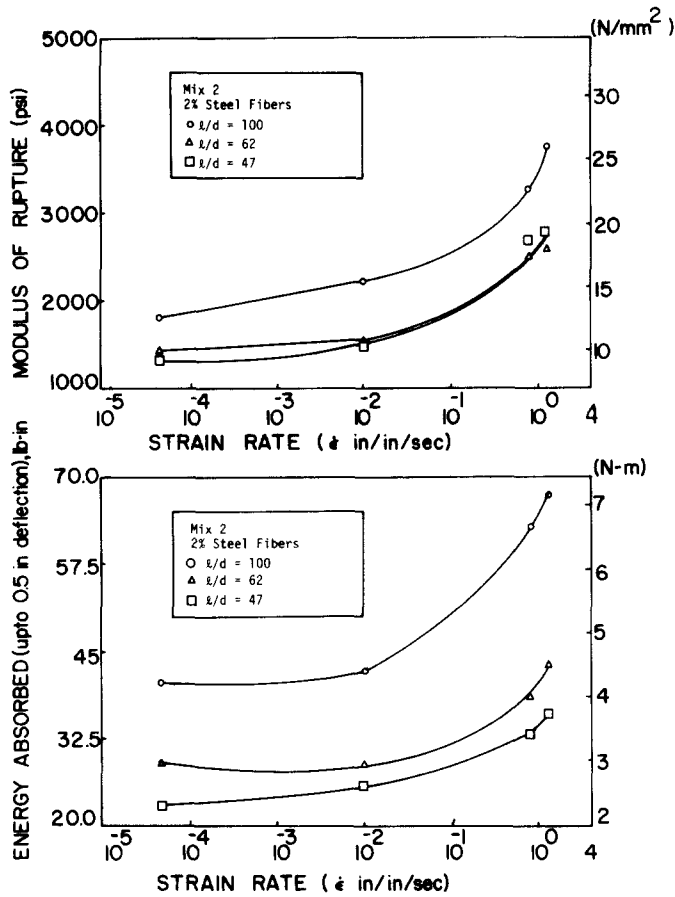 (N/mm²)
MODULUS OF RUPTURE (psi)
5000
4000
3000
2000
1000
30
25
20
15
10
Mix 2
2% Steel Fibers
○ ℓ/d = 100
△ ℓ/d = 62
□ ℓ/d = 47
10⁻⁵ 10⁻⁴ 10⁻³ 10⁻² 10⁻¹ 10⁰ 4
STRAIN RATE (ε̇ in/in/sec)
(N-m)
ENERGY ABSORBED (upto 0.5 in deflection), lb-in
70.0
57.5
45
32.5
20.0
7
6
5
4
3
2
Mix 2
2% Steel Fibers
○ ℓ/d = 100
△ ℓ/d = 62
□ ℓ/d = 47
10⁻⁵ 10⁻⁴ 10⁻³ 10⁻² 10⁻¹ 10⁰ 4
STRAIN RATE (ε̇ in/in/sec)